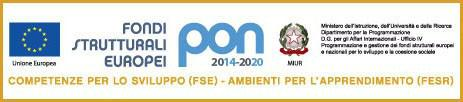 FONDI
STRUTTURALI
EUROPEI
pon
2014-2020
Unione Europea
MIUR
Ministero dell'Istruzione, dell'Università e della Ricerca
Dipartimento per la Programmazione
D.G. per gli Affari Internazionali - Ufficio IV
Programmazione e gestione dei fondi strutturali europei
e nazionali per lo sviluppo e la coesione sociale
COMPETENZE PER LO SVILUPPO (FSE) - AMBIENTI PER L'APPRENDIMENTO (FESR)